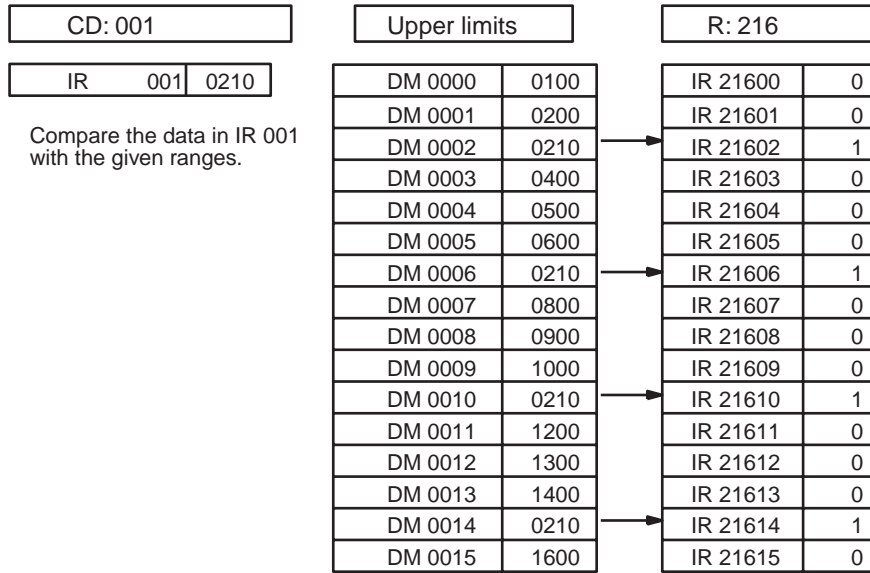 CD: 001 Upper limits R: 216
IR 001 0210
Compare the data in IR 001
with the given ranges.
DM 0000 0100 IR 21600 0
DM 0001 0200 IR 21601 0
DM 0002 0210 IR 21602 1
DM 0003 0400 IR 21603 0
DM 0004 0500 IR 21604 0
DM 0005 0600 IR 21605 0
DM 0006 0210 IR 21606 1
DM 0007 0800 IR 21607 0
DM 0008 0900 IR 21608 0
DM 0009 1000 IR 21609 0
DM 0010 0210 IR 21610 1
DM 0011 1200 IR 21611 0
DM 0012 1300 IR 21612 0
DM 0013 1400 IR 21613 0
DM 0014 0210 IR 21614 1
DM 0015 1600 IR 21615 0